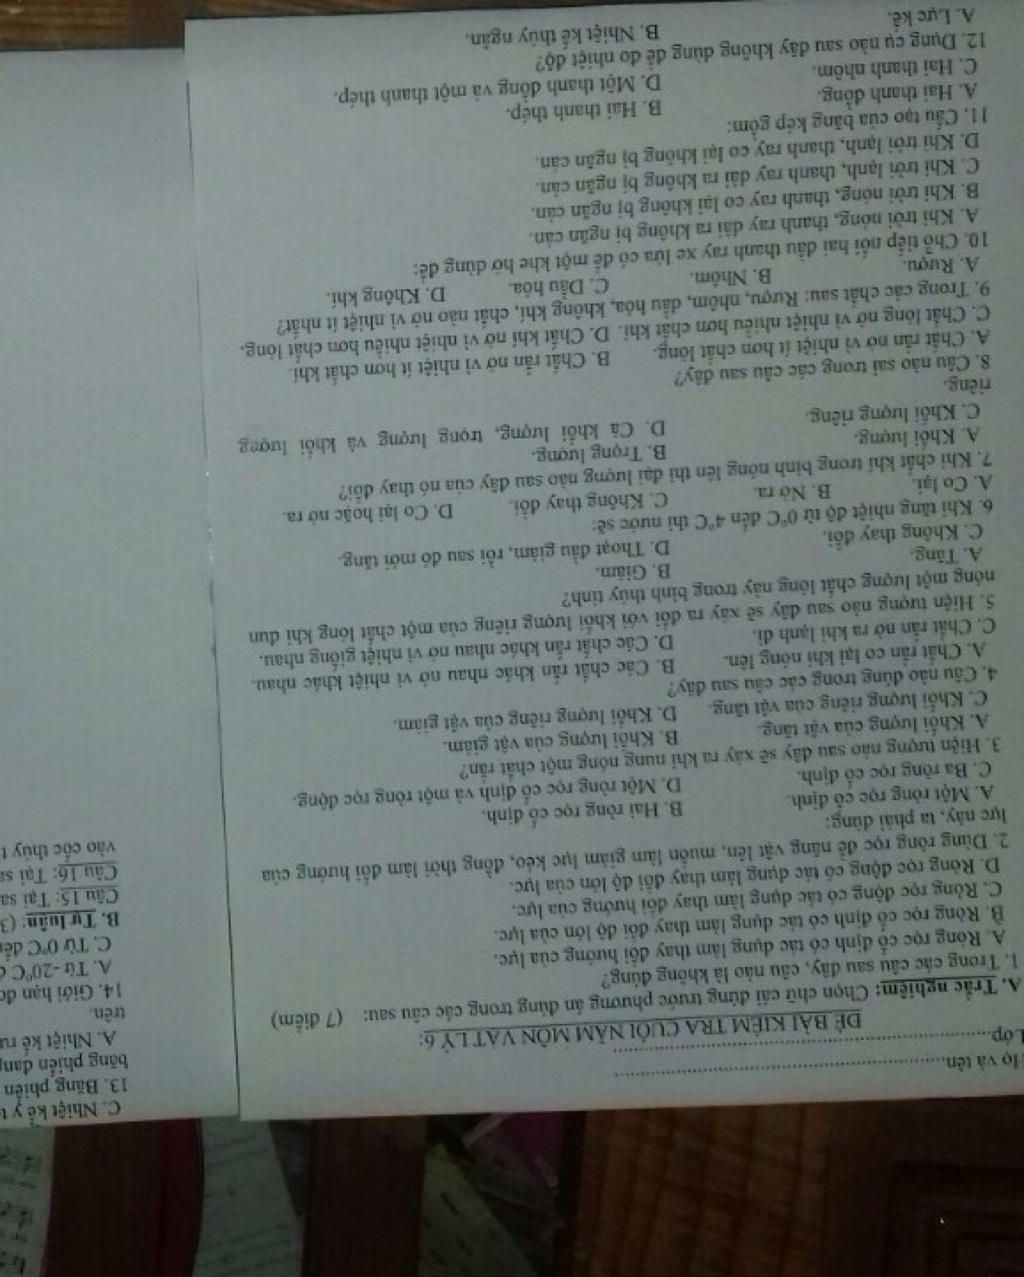 Họ và tên
Lớp
ĐỀ BÀI KIỂM TRA CUỐI NĂM MÔN VẬT LÝ 6:
A. Trắc nghiệm: Chọn chữ cái đứng trước phương án đúng trong các câu sau: (7 điểm)
1. Trong các câu sau đây, câu nào là không đúng?
A. Ròng rọc cố định có tác dụng làm thay đổi hướng của lực.
B. Ròng rọc cố định có tác dụng làm thay đổi độ lớn của lực.
C. Ròng rọc động có tác dụng làm thay đổi hướng của lực.
D. Ròng rọc động có tác dụng làm thay đổi độ lớn của lực.
2. Dùng ròng rọc để nâng vật lên, muốn làm giảm lực kéo, đồng thời làm đổi hướng của
lực này, ta phải dùng:
A. Một ròng rọc cố định. B. Hai ròng rọc cố định.
C. Ba ròng rọc cố định. D. Một ròng rọc cố định và một ròng rọc động.
3. Hiện tượng nào sau đây sẽ xảy ra khi nung nóng một chất rắn?
A. Khối lượng của vật tăng. B. Khối lượng của vật giảm.
C. Khối lượng riêng của vật tăng. D. Khối lượng riêng của vật giảm.
4. Câu nào đúng trong các câu sau đây?
A. Chất rắn co lại khi nóng lên. B. Các chất rắn khác nhau nở vì nhiệt khác nhau.
C. Chất rắn nở ra khi lạnh đi. D. Các chất rắn khác nhau nở vì nhiệt giống nhau.
5. Hiện tượng nào sau đây sẽ xảy ra đối với khối lượng riêng của một chất lỏng khi đun
nóng một lượng chất lỏng này trong bình thủy tinh?
A. Tăng. B. Giảm.
C. Không thay đổi. D. Thoạt đầu giảm, rồi sau đó mới tăng.
6. Khi tăng nhiệt độ từ 0⁰C đến 4⁰C thì nước sẽ:
A. Co lại. B. Nở ra. C. Không thay đổi. D. Co lại hoặc nở ra.
7. Khi chất khí trong bình nóng lên thì đại lượng nào sau đây của nó thay đổi?
A. Khối lượng. B. Trọng lượng.
C. Khối lượng riêng. D. Cả khối lượng, trọng lượng và khối lượng
riêng.
8. Câu nào sai trong các câu sau đây?
A. Chất rắn nở vì nhiệt ít hơn chất lỏng. B. Chất rắn nở vì nhiệt ít hơn chất khí.
C. Chất lỏng nở vì nhiệt nhiều hơn chất khí. D. Chất khí nở vì nhiệt nhiều hơn chất lỏng.
9. Trong các chất sau: Rượu, nhôm, dầu hỏa, không khí, chất nào nở vì nhiệt ít nhất?
A. Rượu. B. Nhôm. C. Dầu hỏa. D. Không khí.
10. Chỗ tiếp nối hai đầu thanh ray xe lửa có để một khe hở dùng để:
A. Khi trời nóng, thanh ray dài ra không bị ngăn cản.
B. Khi trời nóng, thanh ray co lại không bị ngăn cản.
C. Khi trời lạnh, thanh ray dài ra không bị ngăn cản.
D. Khi trời lạnh, thanh ray co lại không bị ngăn cản.
11. Cấu tạo của băng kép gồm:
A. Hai thanh đồng. B. Hai thanh thép.
C. Hai thanh nhôm. D. Một thanh đồng và một thanh thép.
12. Dụng cụ nào sau đây không dùng để đo nhiệt độ?
A. Lực kế. B. Nhiệt kế thủy ngân.
C. Nhiệt kế y
13. Băng phiến
băng phiến đang
A. Nhiệt kế
trên.
14. Giới hạn đo
A. Từ -20⁰C
C. Từ 0⁰C đến
B. Tự luận: (3
Câu 15: Tại sao
Câu 16: Tại
vào cốc thủy